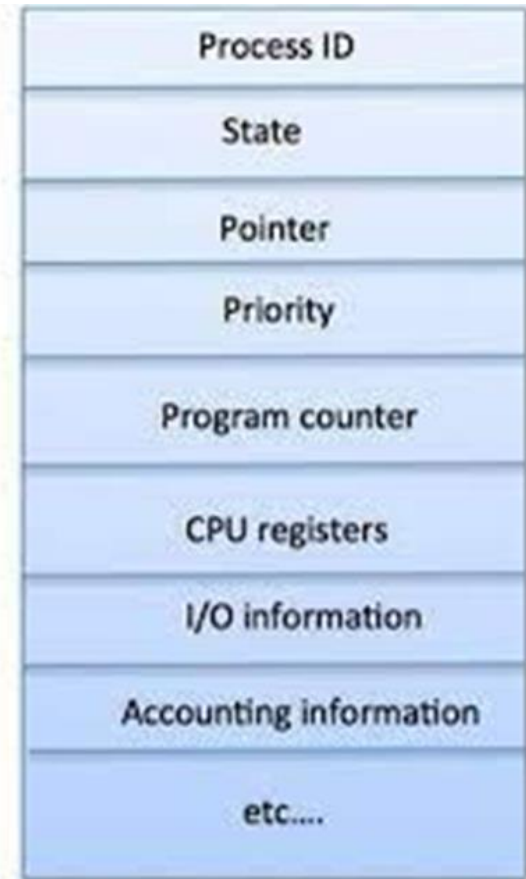 Process ID
State
Pointer
Priority
Program counter
CPU registers
I/O information
Accounting information
etc....